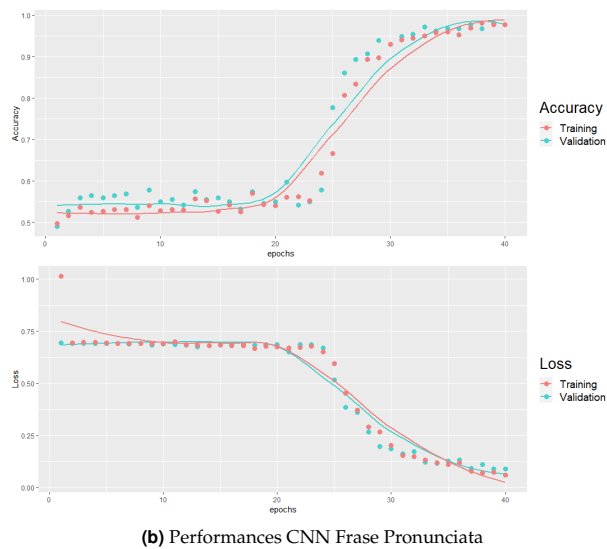 1.0
0.9
0.8
0.7
0.6
0.5
Accuracy
0
10
20
30
40
epochs
Accuracy
Training
Validation
1.00
0.75
0.50
0.25
0.00
Loss
0
10
20
30
40
epochs
Loss
Training
Validation
(b) Performances CNN Frase Pronunciata